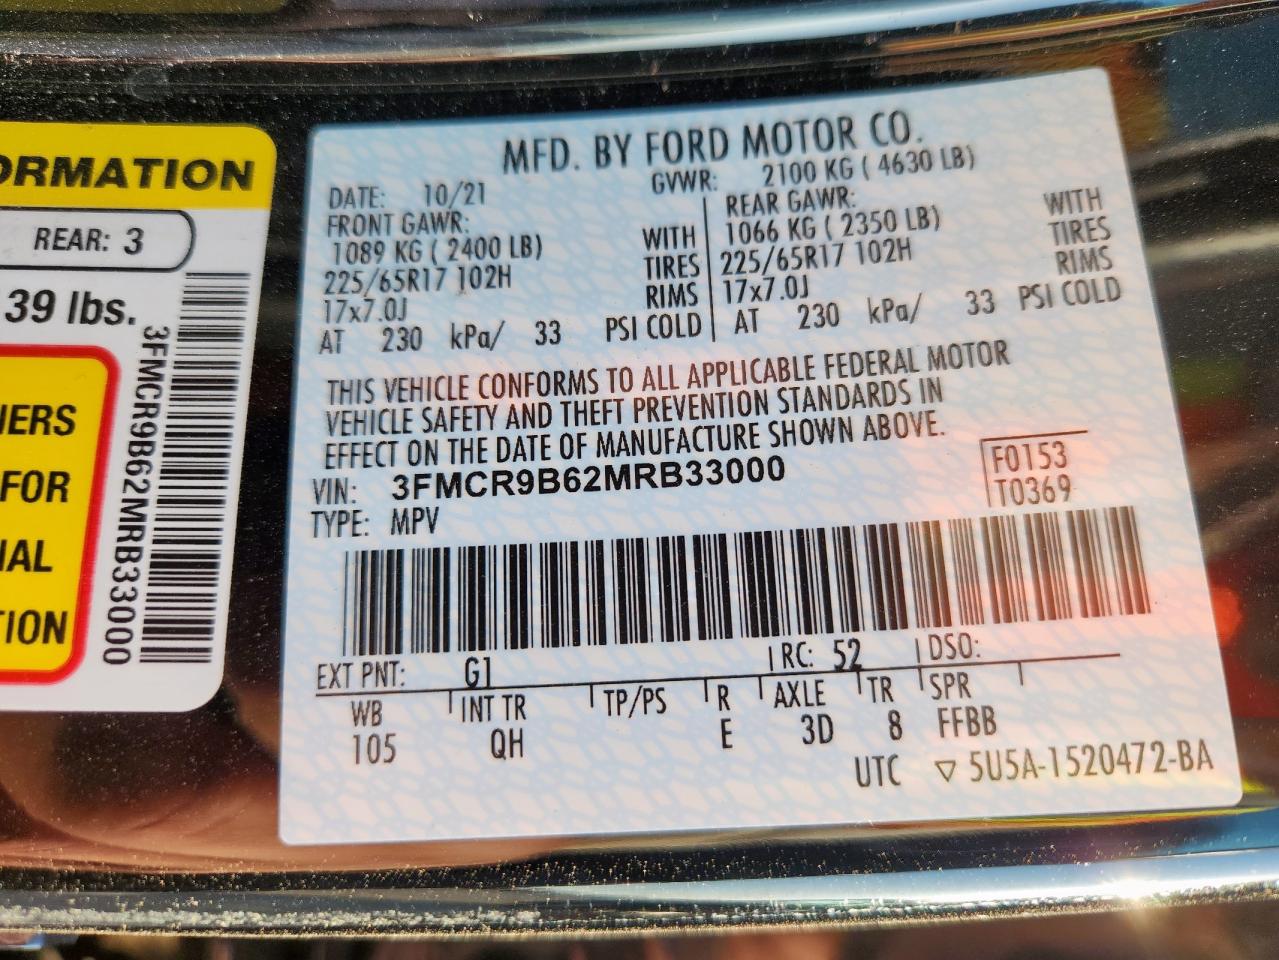 ORMATION
REAR: 3
39 lbs.
3FMCR9B62MRB33000
IERS
FOR
IAL
TION
MFD. BY FORD MOTOR CO.
DATE: 10/21 GVWR: 2100 KG ( 4630 LB)
FRONT GAWR:
1089 KG ( 2400 LB) WITH
225/65R17 102H TIRES
17x7.0J RIMS
AT 230 kPa/ 33 PSI COLD
REAR GAWR: WITH
1066 KG ( 2350 LB) TIRES
225/65R17 102H RIMS
17x7.0J
AT 230 kPa/ 33 PSI COLD
THIS VEHICLE CONFORMS TO ALL APPLICABLE FEDERAL MOTOR
VEHICLE SAFETY AND THEFT PREVENTION STANDARDS IN
EFFECT ON THE DATE OF MANUFACTURE SHOWN ABOVE.
VIN: 3FMCR9B62MRB33000
TYPE: MPV
F0153
T0369
EXT PNT: G1 RC: 52 DSO:
WB INT TR TP/PS R AXLE TR SPR
105 QH E 3D 8 FFBB
UTC ▽ 5U5A-1520472-BA